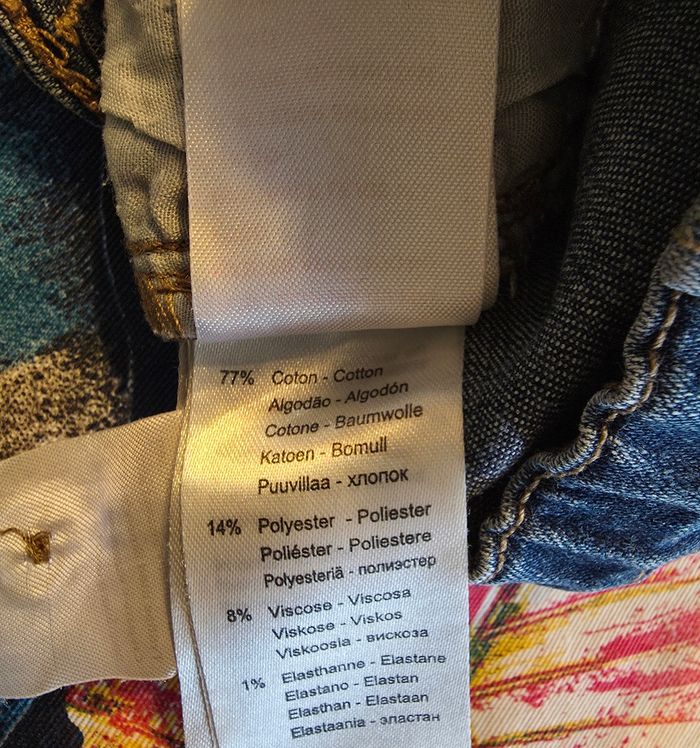 77% Coton - Cotton
Algodão - Algodón
Cotone - Baumwolle
Katoen - Bomull
Puuvillaa - хлопок
14% Polyester - Poliester
Poliéster - Poliestere
Polyesteriä - полиэстер
8% Viscose - Viscosa
Viskose - Viskos
Viskoosia - вискоза
1% Elasthanne - Elastane
Elastano - Elastan
Elasthan - Elastaan
Elastaania - эластан